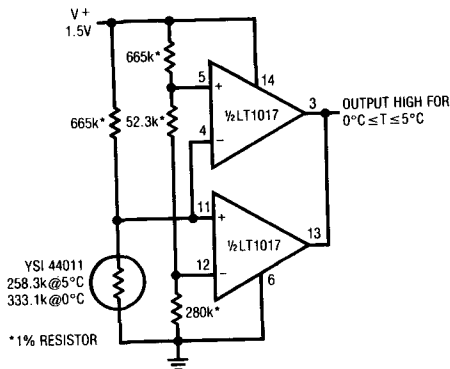 V+
1.5V
665k*
14
5
+
3
OUTPUT HIGH FOR
0°C≤T≤5°C
½LT1017
665k*
52.3k*
4
−
11
+
½LT1017
13
12
−
6
YSI 44011
258.3k@5°C
333.1k@0°C
280k*
*1% RESISTOR